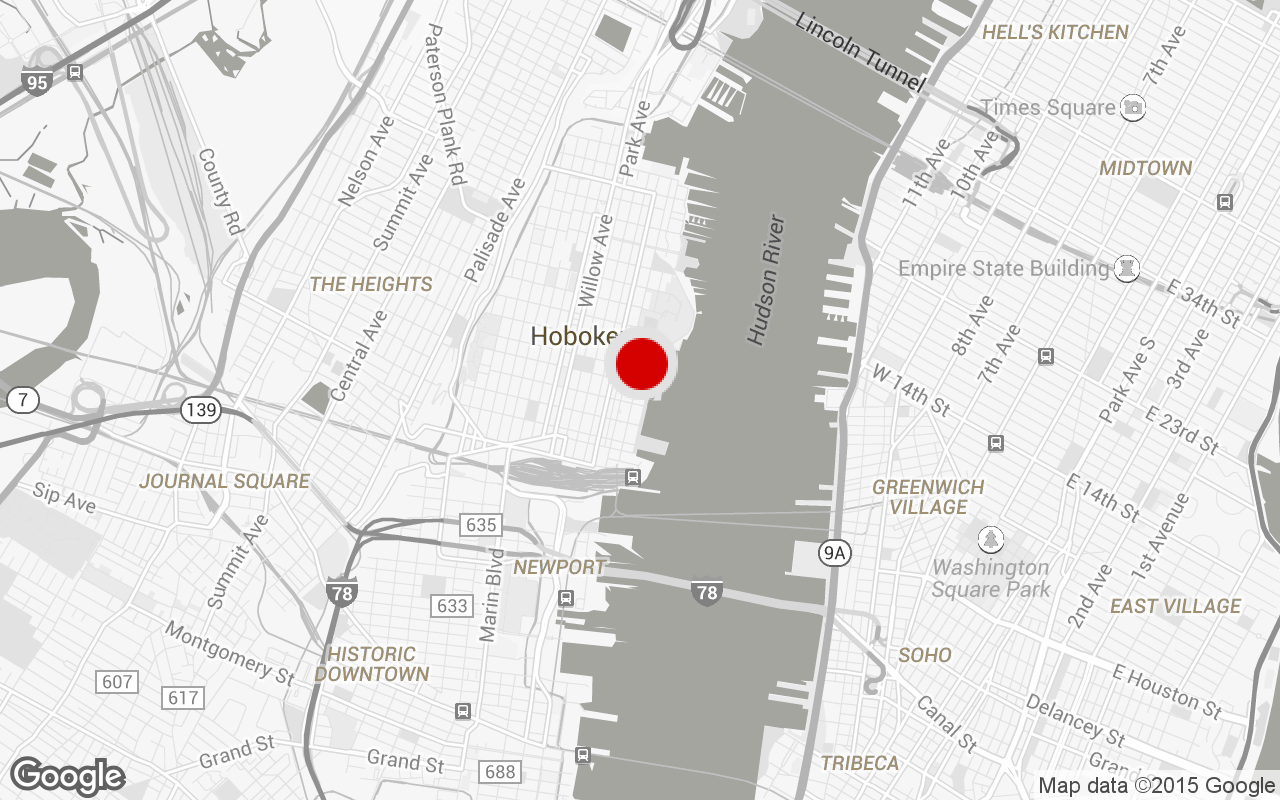 Lincoln Tunnel
HELL'S KITCHEN
7th Ave
95
Paterson Plank Rd
Times Square
Park Ave
Nelson Ave
Summit Ave
County Rd
Palisade Ave
11th Ave
10th Ave
MIDTOWN
Willow Ave
Hudson River
THE HEIGHTS
Empire State Building
E 34th St
Central Ave
Hoboke
8th Ave
7th Ave
3rd Ave
Park Ave S
7
139
W 14th St
E 23rd St
JOURNAL SQUARE
Sip Ave
GREENWICH
VILLAGE
E 14th St
635
Summit Ave
NEWPORT
Marin Blvd
9A
Washington
Square Park
1st Avenue
2nd Ave
78
78
633
EAST VILLAGE
Montgomery St
HISTORIC
DOWNTOWN
SOHO
607
617
E Houston St
Canal St
Delancey St
Grand St
Grand St
688
TRIBECA
Grand
Google
Map data ©2015 Google